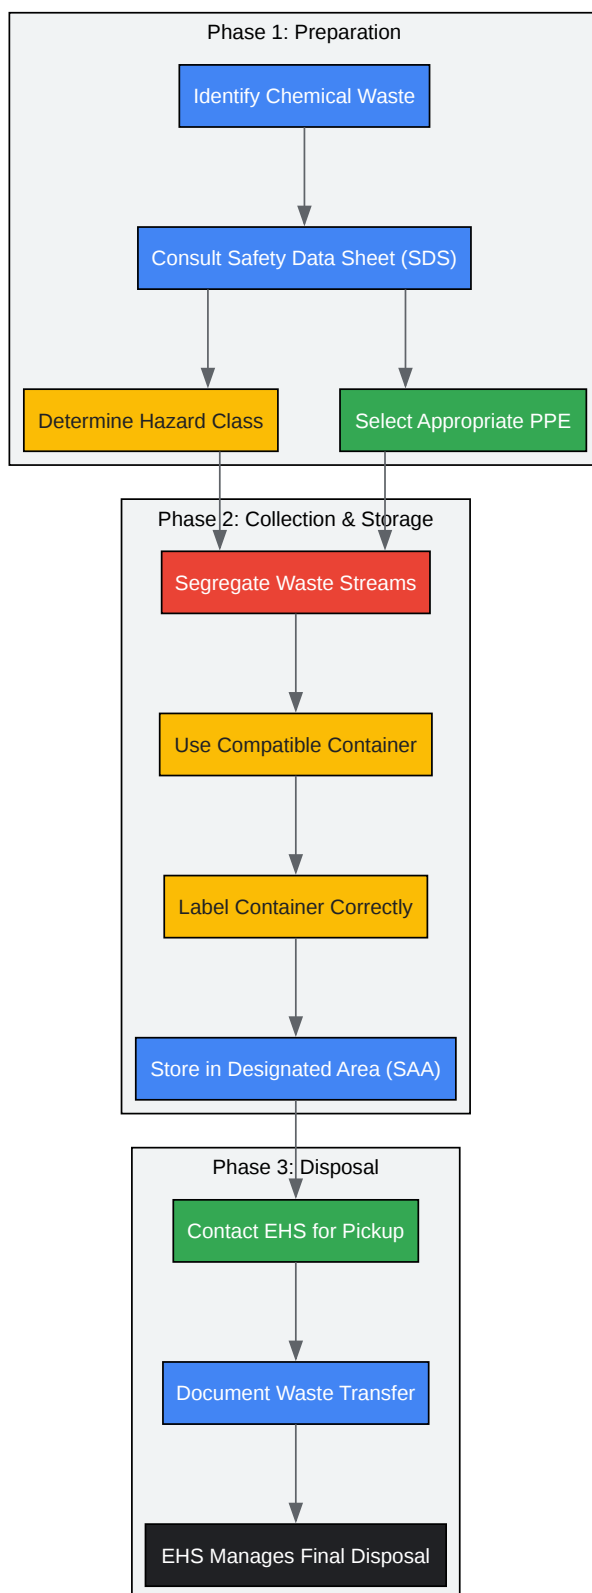 Phase 1: Preparation
Identify Chemical Waste
Consult Safety Data Sheet (SDS)
Determine Hazard Class
Select Appropriate PPE
Phase 2: Collection & Storage
Segregate Waste Streams
Use Compatible Container
Label Container Correctly
Store in Designated Area (SAA)
Phase 3: Disposal
Contact EHS for Pickup
Document Waste Transfer
EHS Manages Final Disposal